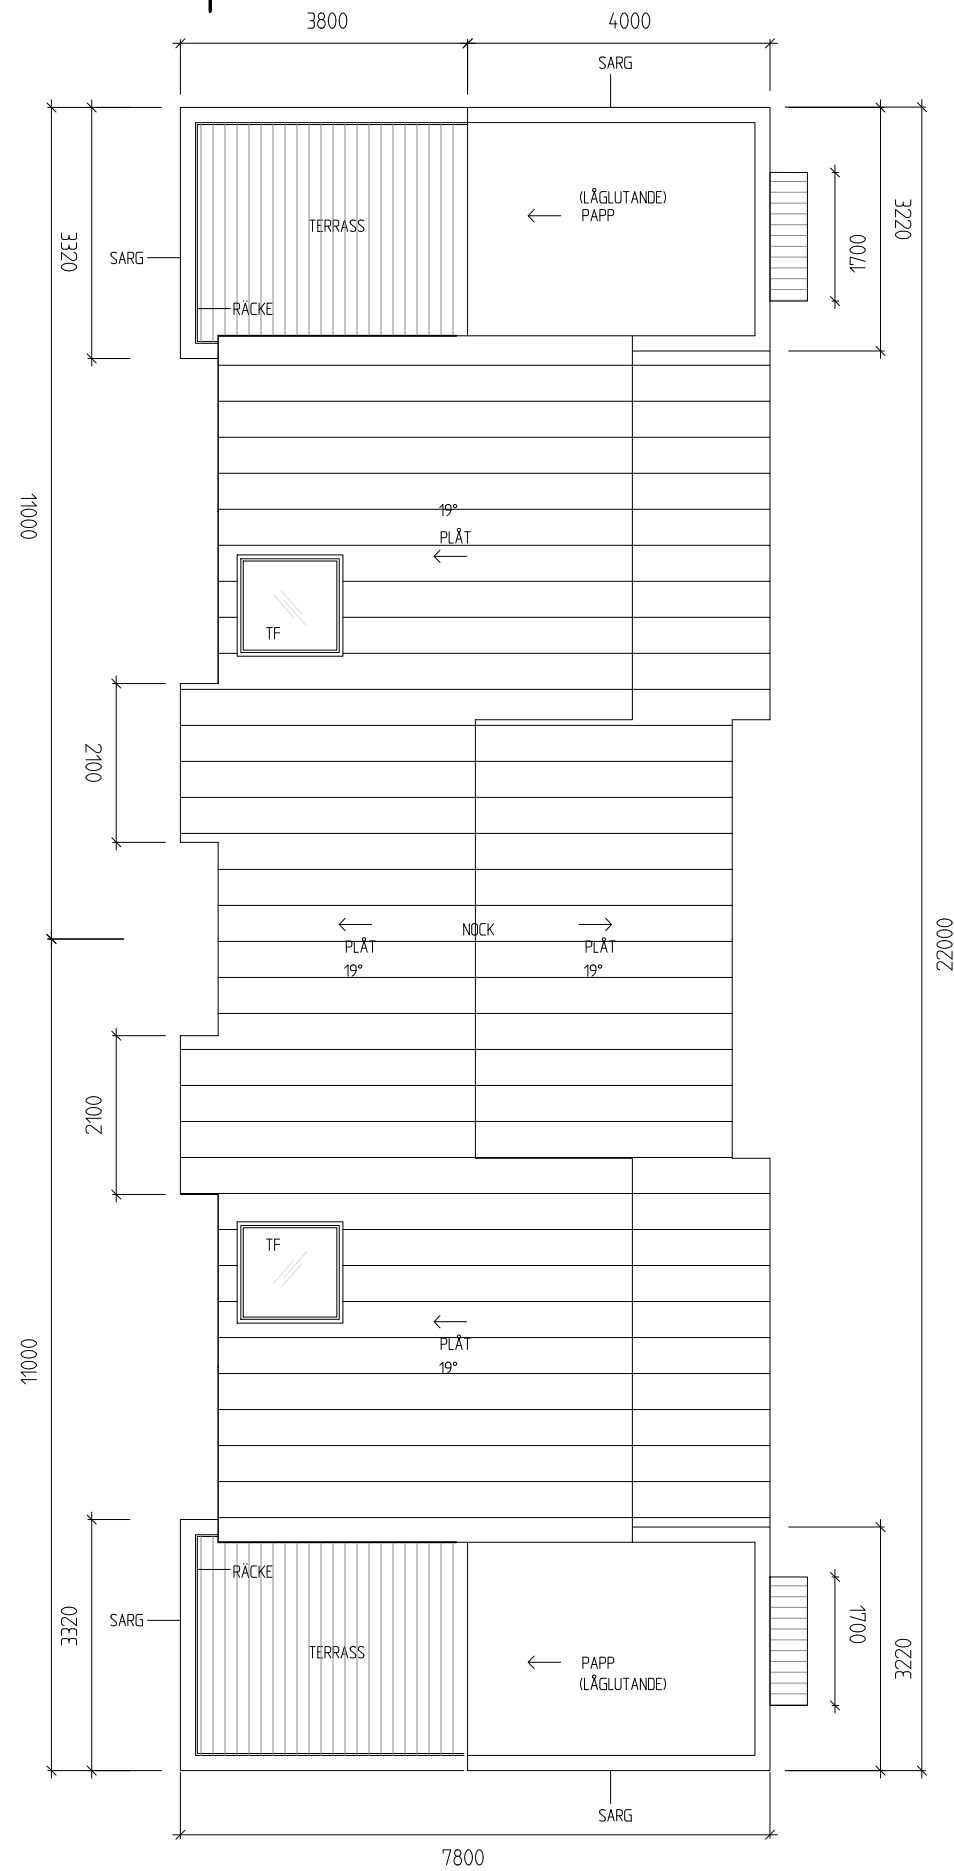 3800
4000
SARG
(LÅGLUTANDE)
PAPP
TERRASS
3320
SARG
RÄCKE
1700
3220
11000
19°
PLÅT
TF
2100
NOCK
PLÅT
19°
PLÅT
19°
22000
2100
TF
PLÅT
19°
11000
RÄCKE
3320
SARG
TERRASS
PAPP
(LÅGLUTANDE)
1700
3220
SARG
7800